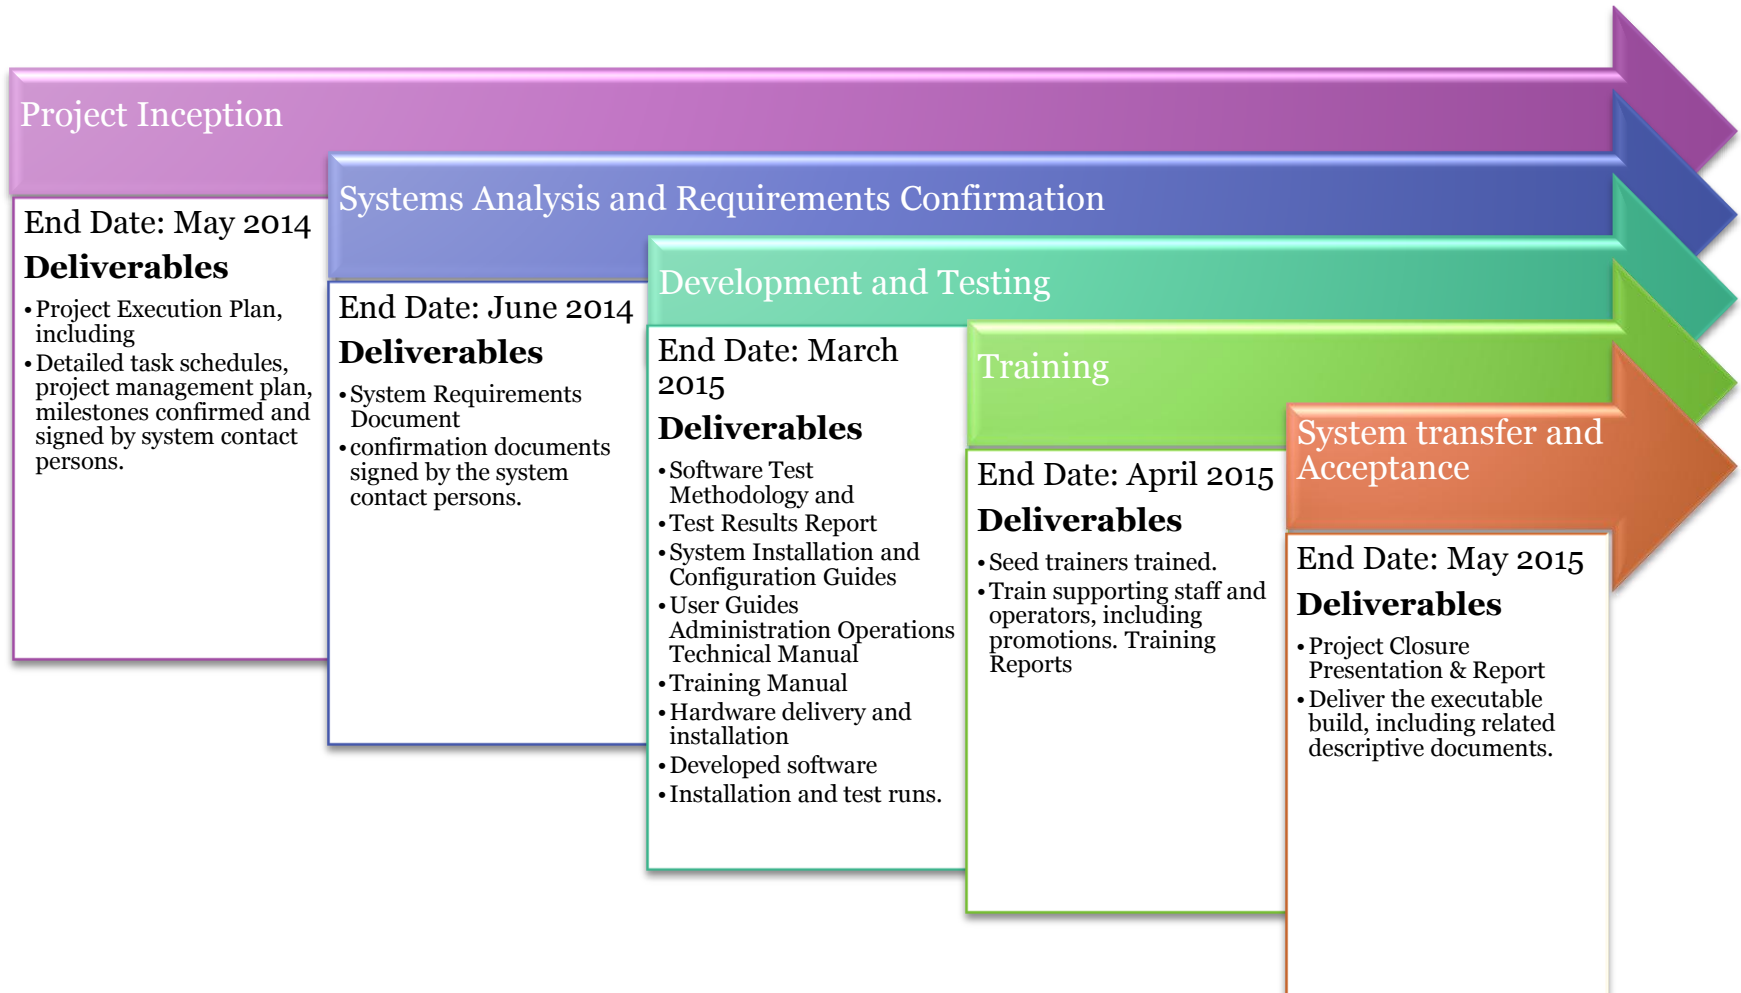 Project Inception
End Date: May 2014
Deliverables
•Project Execution Plan,
including
•Detailed task schedules,
project management plan,
milestones confirmed and
signed by system contact
persons.
Systems Analysis and Requirements Confirmation
End Date: June 2014
Deliverables
•System Requirements
Document
•confirmation documents
signed by the system
contact persons.
Development and Testing
End Date: March
2015
Deliverables
•Software Test
Methodology and
•Test Results Report
•System Installation and
Configuration Guides
•User Guides
Administration Operations
Technical Manual
•Training Manual
•Hardware delivery and
installation
•Developed software
•Installation and test runs.
Training
End Date: April 2015
Deliverables
•Seed trainers trained.
•Train supporting staff and
operators, including
promotions. Training
Reports
System transfer and
Acceptance
End Date: May 2015
Deliverables
•Project Closure
Presentation & Report
•Deliver the executable
build, including related
descriptive documents.